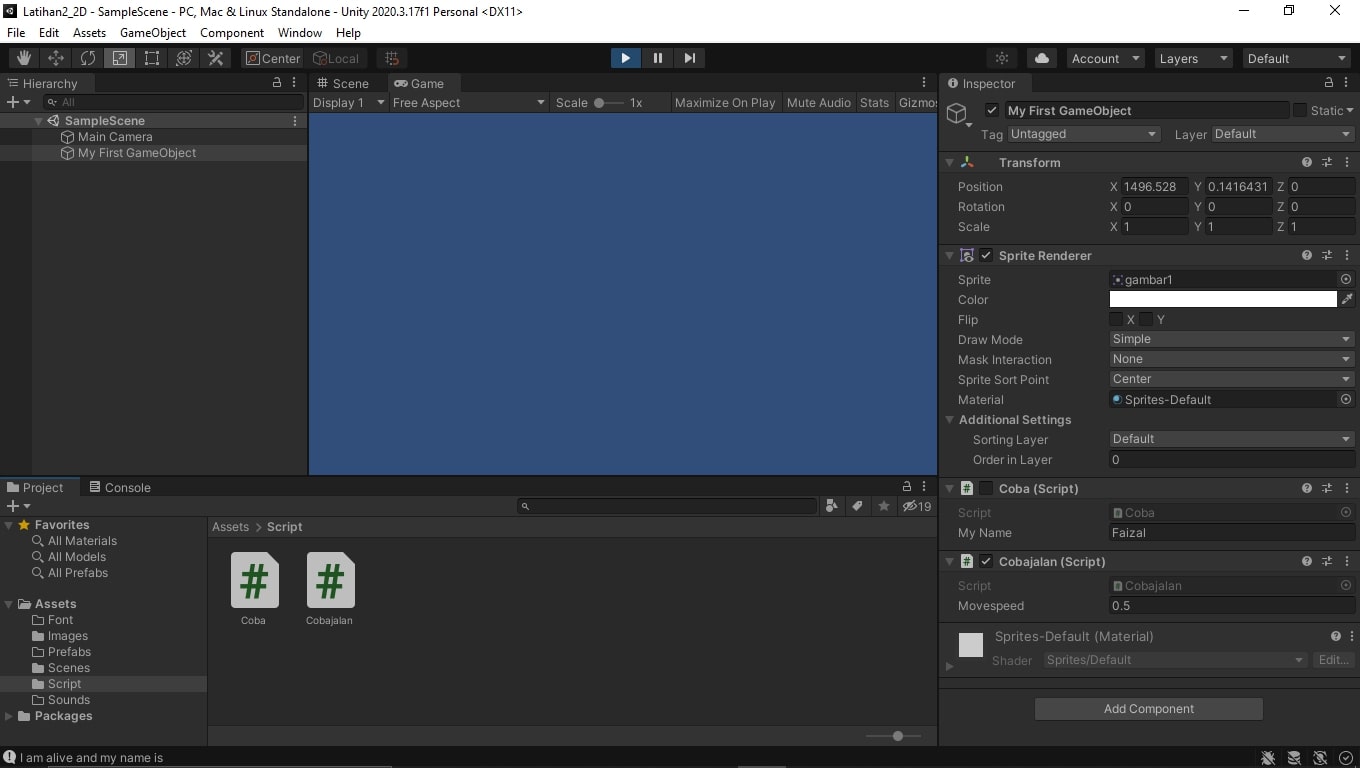 Latihan2_2D - SampleScene - PC, Mac & Linux Standalone - Unity 2020.3.17f1 Personal <DX11>
File Edit Assets GameObject Component Window Help
Center Local Account Layers Default
Hierarchy
All
SampleScene
Main Camera
My First GameObject
Scene Game
Display 1 Free Aspect Scale 1x Maximize On Play Mute Audio Stats Gizmos
Inspector
My First GameObject Static
Tag Untagged Layer Default
Transform
Position X 1496.528 Y 0.1416431 Z 0
Rotation X 0 Y 0 Z 0
Scale X 1 Y 1 Z 1
Sprite Renderer
Sprite gambar1
Color
Flip X Y
Draw Mode Simple
Mask Interaction None
Sprite Sort Point Center
Material Sprites-Default
Additional Settings
Sorting Layer Default
Order in Layer 0
# Coba (Script)
Script # Coba
My Name Faizal
# Cobajalan (Script)
Script # Cobajalan
Movespeed 0.5
Sprites-Default (Material)
Shader Sprites/Default Edit...
Add Component
Project Console
19
Favorites
All Materials
All Models
All Prefabs
Assets
Font
Images
Prefabs
Scenes
Script
Sounds
Packages
Assets > Script
# #
Coba Cobajalan
I am alive and my name is